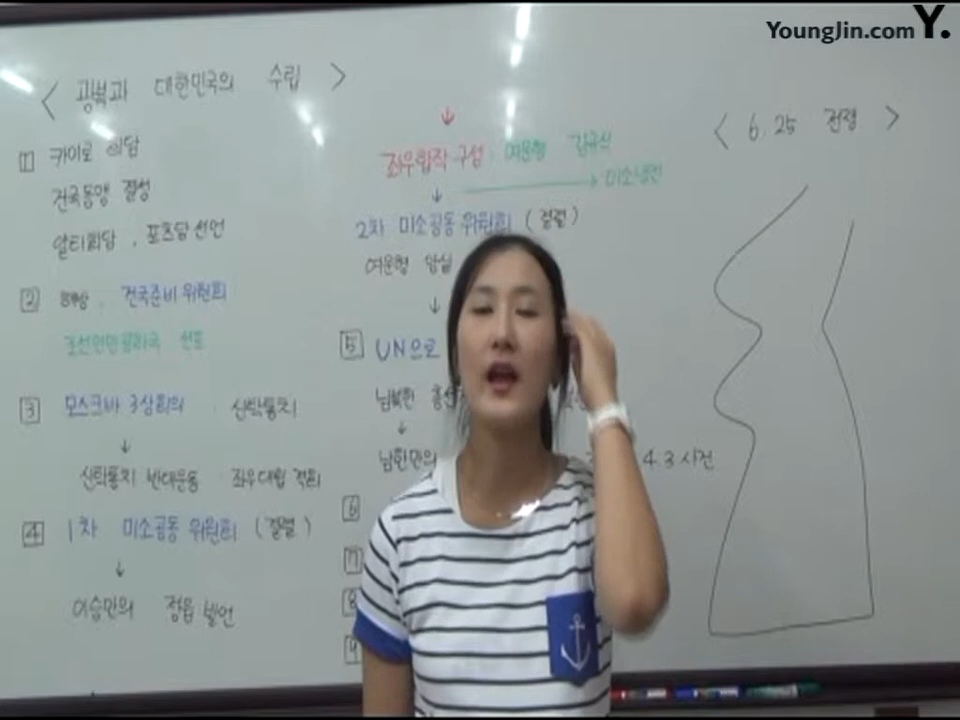 YoungJin.com Y.
< 광복과 대한민국의 수립 >
1 카이로 회담
건국동맹 결성
얄타회담, 포츠담 선언
2 해방, 건국준비위원회
조선인민공화국 선포
3 모스크바 3상회의, 신탁통치
↓
신탁통치 반대운동 좌우대립 격화
4 1차 미소공동위원회 (결렬)
↓
이승만의 정읍 발언
↓
좌우합작 구성: 여운형 김규식
↓ → 미소냉전
2차 미소공동위원회 (결렬)
여운형 암살
↓
5 UN으로
남북한 총선
↓
남한만의 4.3 사건
6
7
8
9
< 6.25 전쟁 >